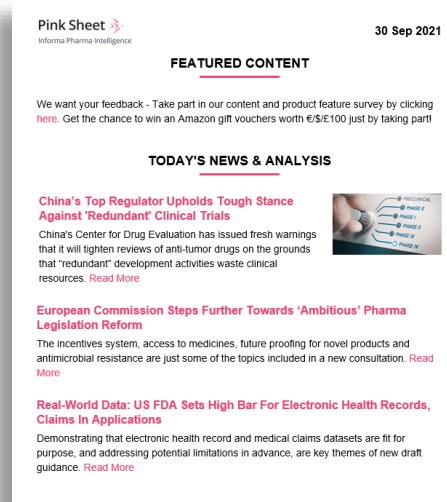 Pink Sheet
Informa Pharma Intelligence
30 Sep 2021
FEATURED CONTENT
We want your feedback - Take part in our content and product feature survey by clicking
here. Get the chance to win an Amazon gift vouchers worth €/$/£100 just by taking part!
TODAY'S NEWS & ANALYSIS
China's Top Regulator Upholds Tough Stance
Against 'Redundant' Clinical Trials
China's Center for Drug Evaluation has issued fresh warnings
that it will tighten reviews of anti-tumor drugs on the grounds
that “redundant” development activities waste clinical
resources. Read More
PRECLINICAL
PHASE 0
PHASE I
PHASE II
PHASE III
PHASE IV
European Commission Steps Further Towards ‘Ambitious’ Pharma
Legislation Reform
The incentives system, access to medicines, future proofing for novel products and
antimicrobial resistance are just some of the topics included in a new consultation. Read
More
Real-World Data: US FDA Sets High Bar For Electronic Health Records,
Claims In Applications
Demonstrating that electronic health record and medical claims datasets are fit for
purpose, and addressing potential limitations in advance, are key themes of new draft
guidance. Read More